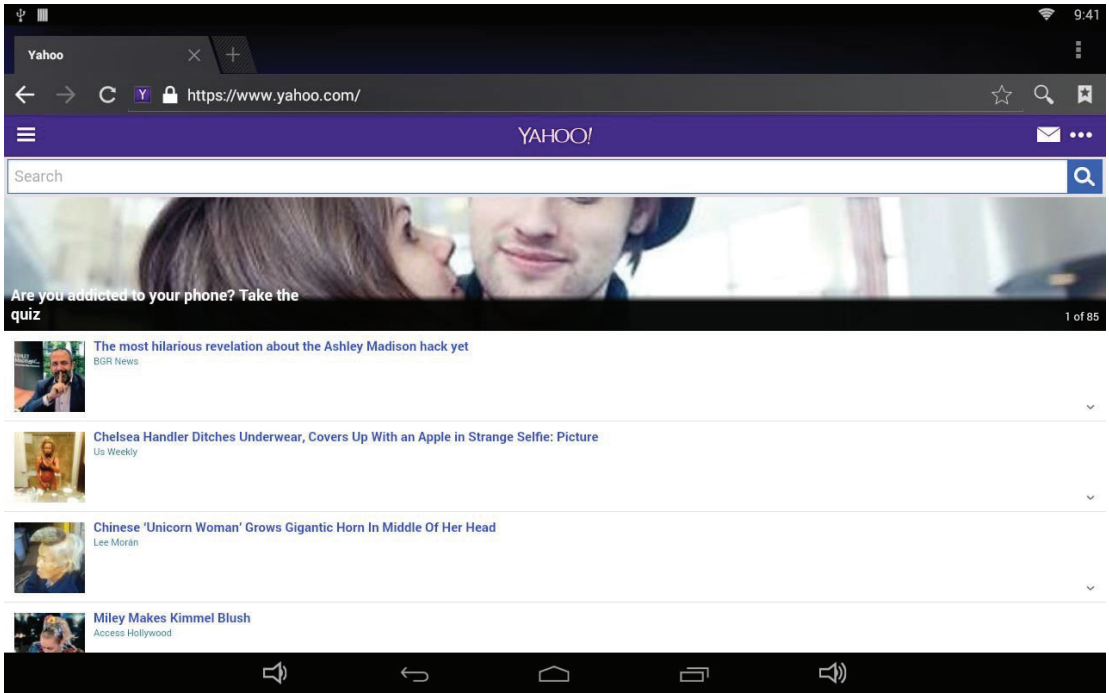 9:41
Yahoo
https://www.yahoo.com/
YAHOO!
Search
Are you addicted to your phone? Take the
quiz
1 of 85
The most hilarious revelation about the Ashley Madison hack yet
BGR News
Chelsea Handler Ditches Underwear, Covers Up With an Apple in Strange Selfie: Picture
Us Weekly
Chinese ‘Unicorn Woman’ Grows Gigantic Horn In Middle Of Her Head
Lee Moran
Miley Makes Kimmel Blush
Access Hollywood